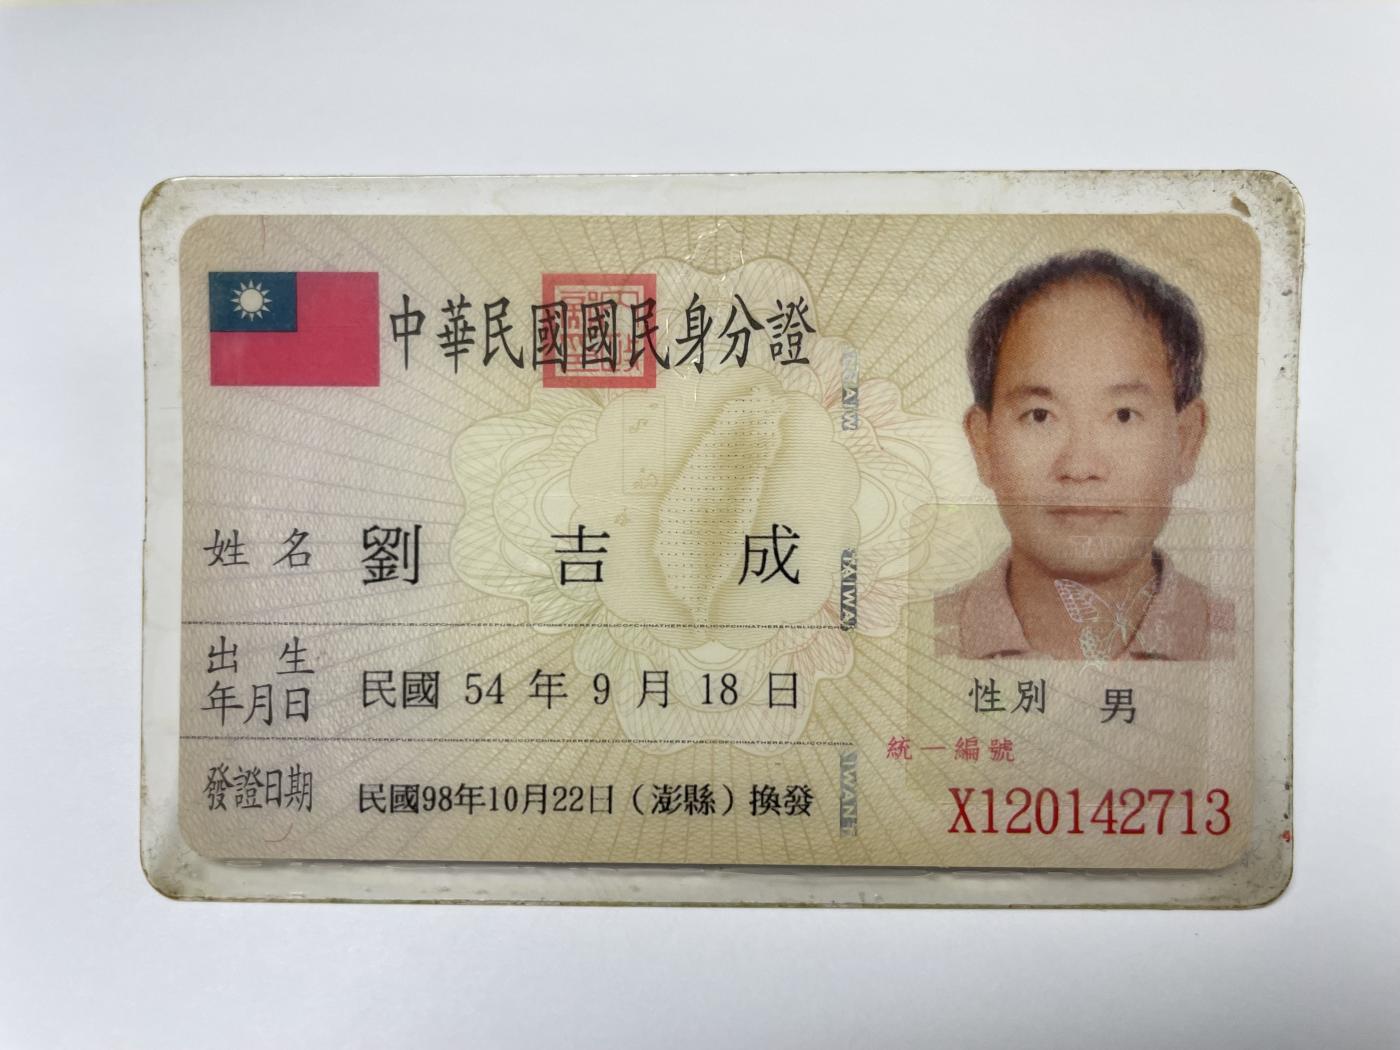 中華民國國民身分證
姓名 劉吉成
出生年月日 民國 54 年 9 月 18 日
發證日期 民國98年10月22日（澎縣）換發
性別 男
統一編號
X120142713
TAIWAN